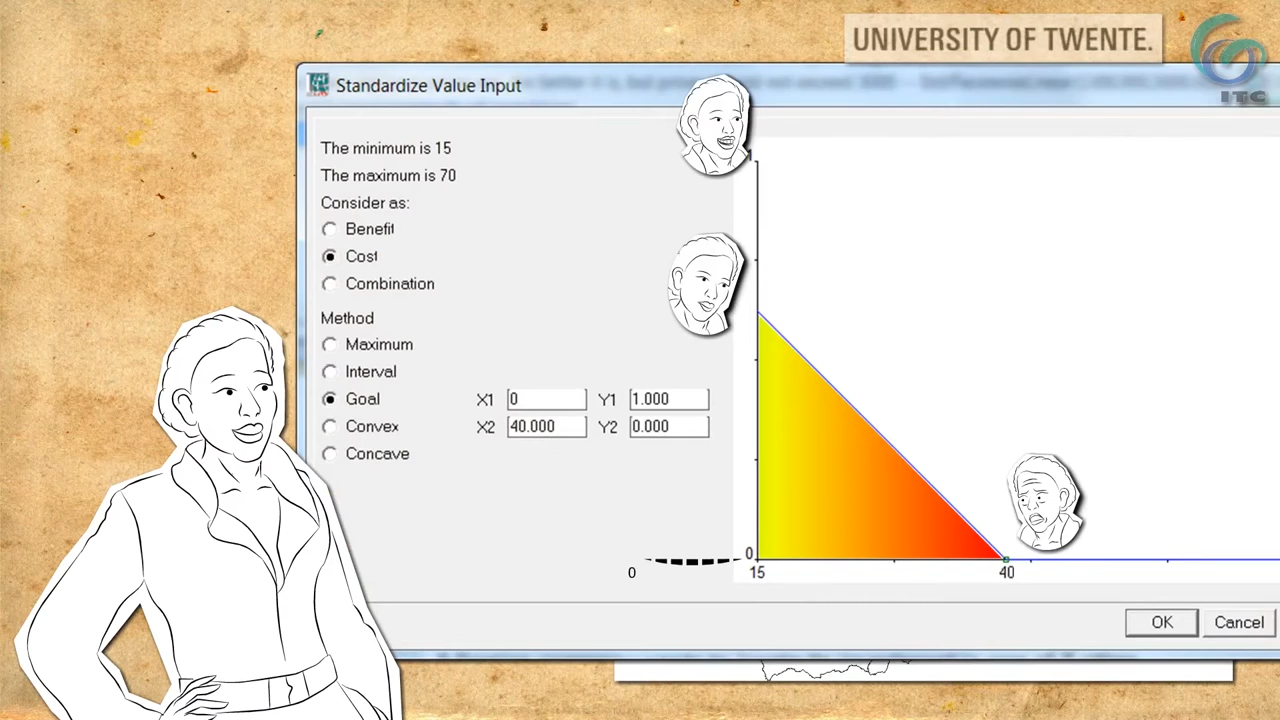 UNIVERSITY OF TWENTE.
ITC
Standardize Value Input
The minimum is 15
The maximum is 70
Consider as:
Benefit
Cost
Combination
Method
Maximum
Interval
Goal X1 0 Y1 1.000
Convex X2 40.000 Y2 0.000
Concave
1
0
0 15 40
OK Cancel